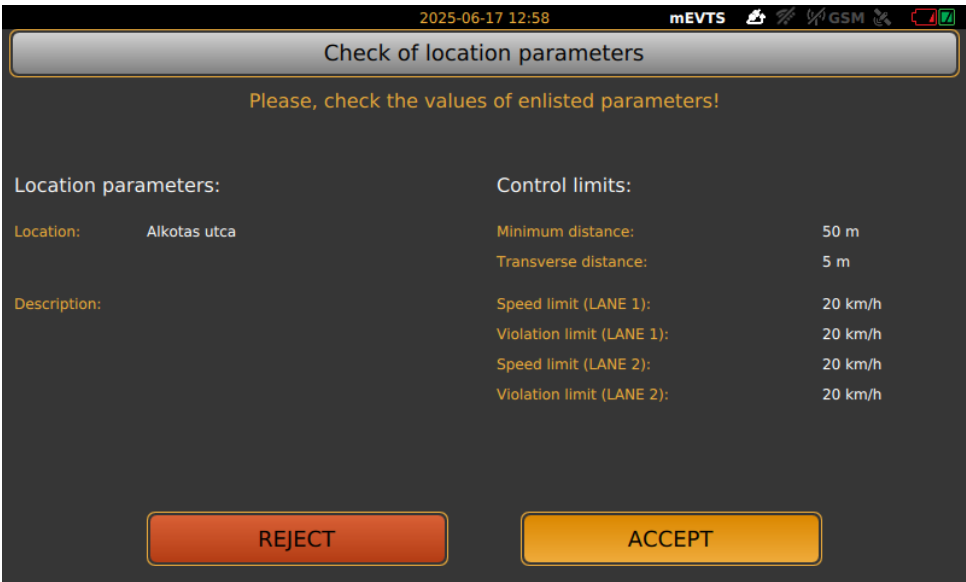 2025-06-17 12:58 mEVTS GSM
Check of location parameters
Please, check the values of enlisted parameters!
Location parameters:
Location: Alkotas utca
Description:
Control limits:
Minimum distance: 50 m
Transverse distance: 5 m
Speed limit (LANE 1): 20 km/h
Violation limit (LANE 1): 20 km/h
Speed limit (LANE 2): 20 km/h
Violation limit (LANE 2): 20 km/h
REJECT
ACCEPT